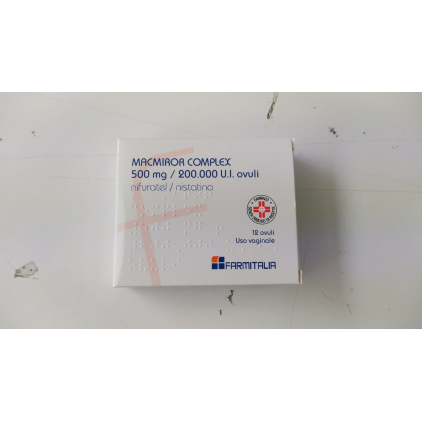 MACMIROR COMPLEX
500 mg / 200.000 U.I. ovuli
nifuratel / nistatina
12 ovuli
Uso vaginale
FARMITALIA